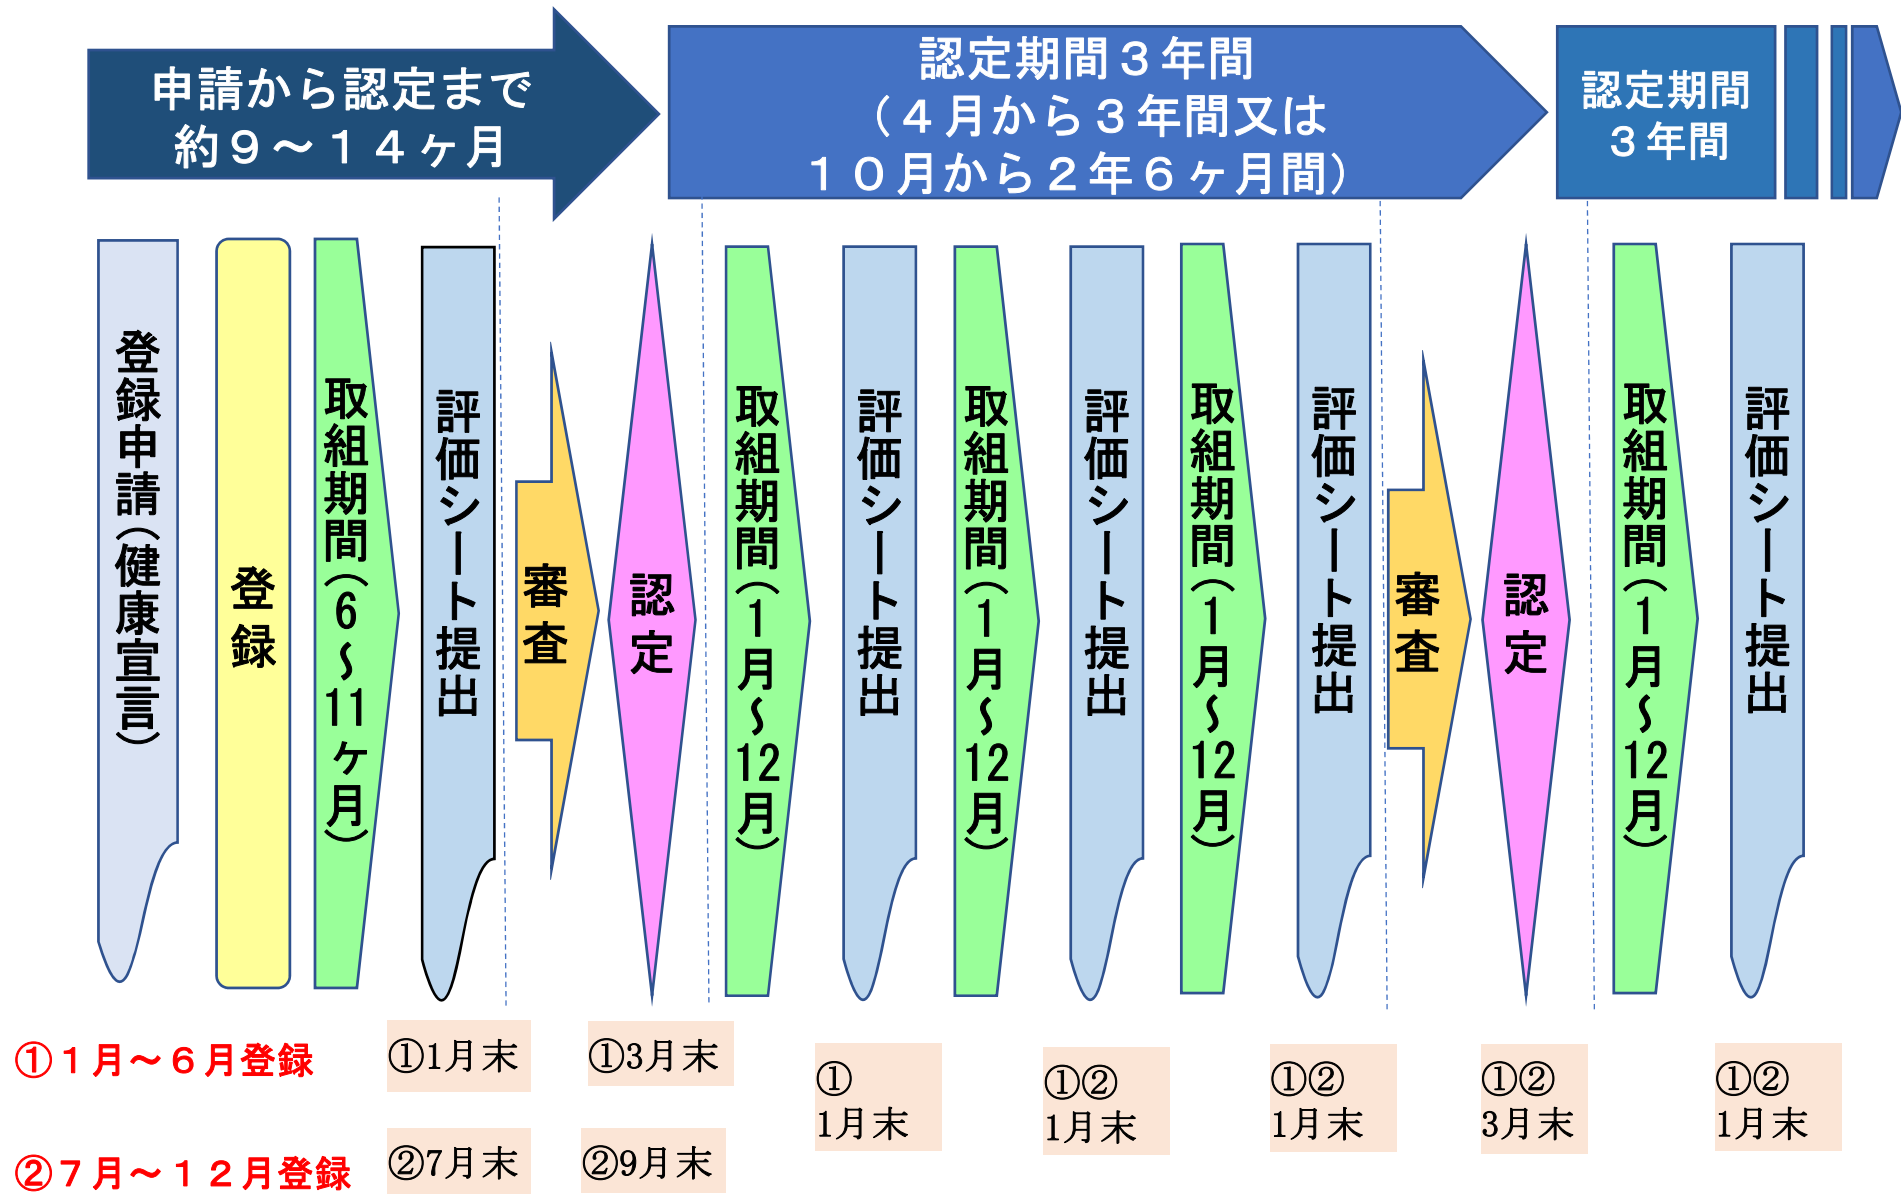 申請から認定まで
約９～１４ヶ月
認定期間３年間
（４月から３年間又は
１０月から２年６ヶ月間）
認定期間
３年間
登録申請（健康宣言）
登録
取組期間（6～11ヶ月）
評価シート提出
審査
認定
取組期間（1月～12月）
評価シート提出
取組期間（1月～12月）
評価シート提出
取組期間（1月～12月）
評価シート提出
審査
認定
取組期間（1月～12月）
評価シート提出
①１月～６月登録
①1月末
①3月末
①
1月末
①②
1月末
①②
1月末
①②
3月末
①②
1月末
②７月～１２月登録
②7月末
②9月末